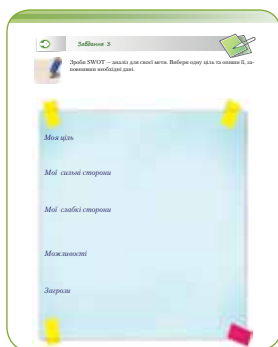 Завдання 3
Зроби SWOT – аналіз для своєї мети. Вибери одну ціль та опиши її, за-
повнивши необхідні дані.
Моя ціль
Мої сильні сторони
Мої слабкі сторони
Можливості
Загрози